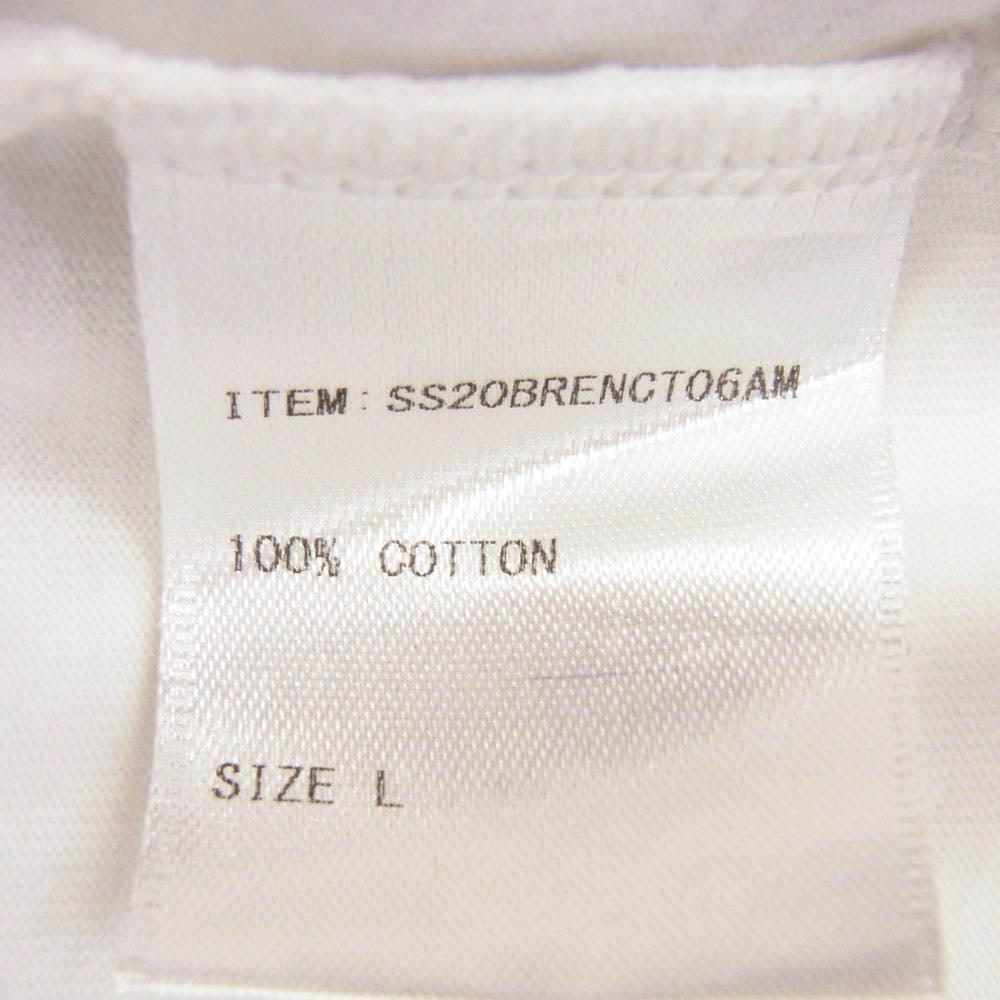 ITEM: SS20BRENCT06AM
100% COTTON
SIZE L